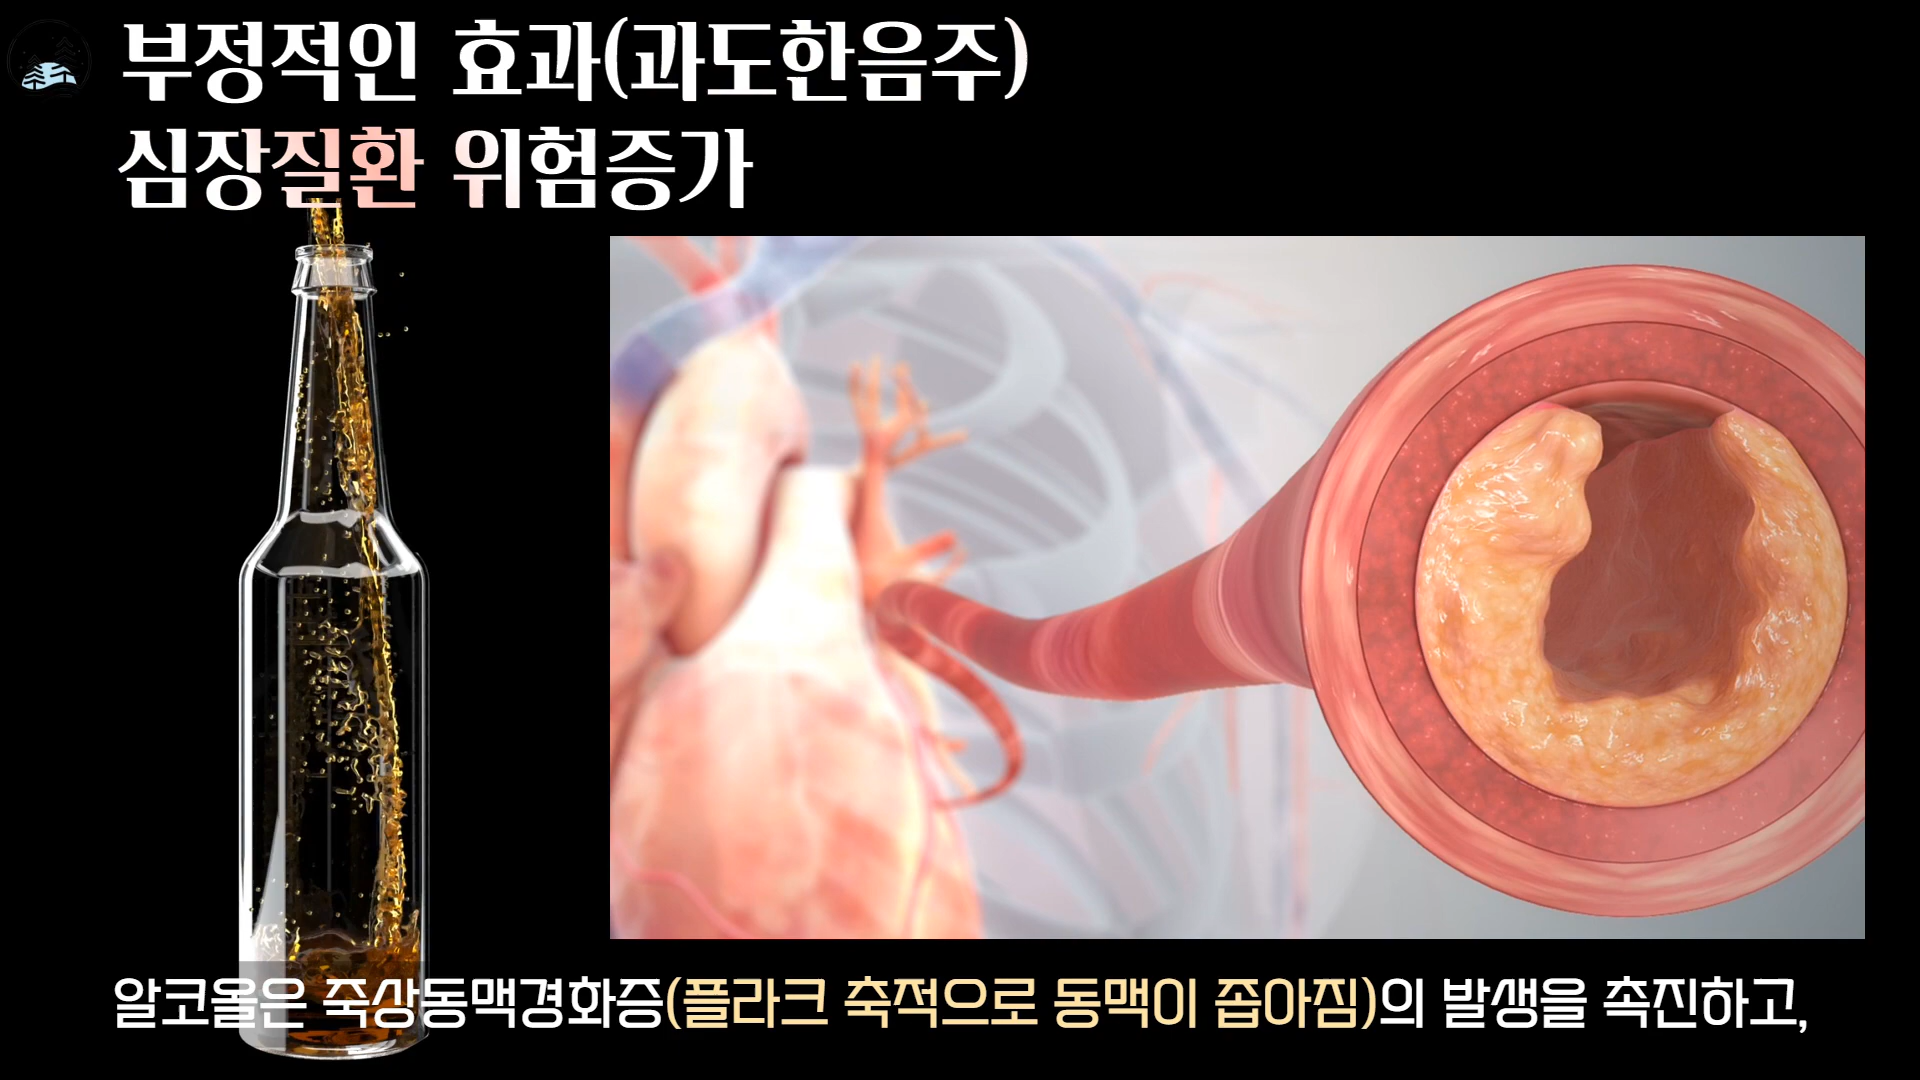 부정적인 효과(과도한음주)
심장질환 위험증가
알코올은 죽상동맥경화증(플라크 축적으로 동맥이 좁아짐)의 발생을 촉진하고,